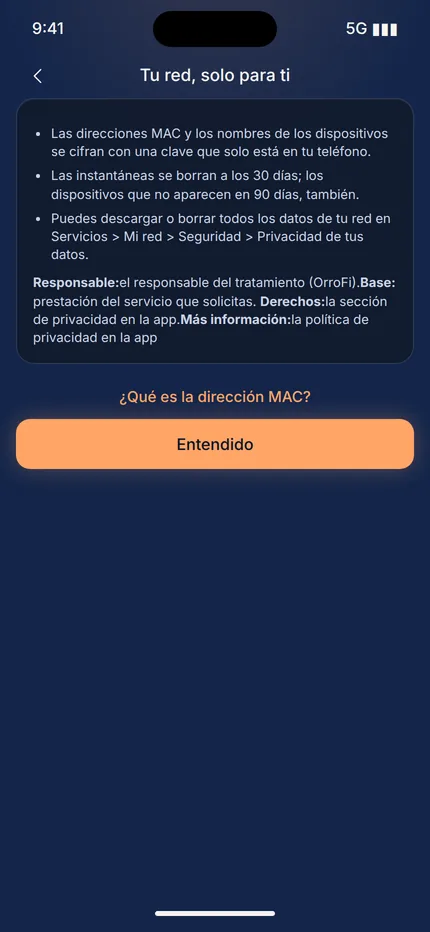 9:41
5G
Tu red, solo para ti
• Las direcciones MAC y los nombres de los dispositivos
se cifran con una clave que solo está en tu teléfono.
• Las instantáneas se borran a los 30 días; los
dispositivos que no aparecen en 90 días, también.
• Puedes descargar o borrar todos los datos de tu red en
Servicios > Mi red > Seguridad > Privacidad de tus
datos.
Responsable:el responsable del tratamiento (OrroFi).Base:
prestación del servicio que solicitas. Derechos:la sección
de privacidad en la app.Más información:la política de
privacidad en la app
¿Qué es la dirección MAC?
Entendido